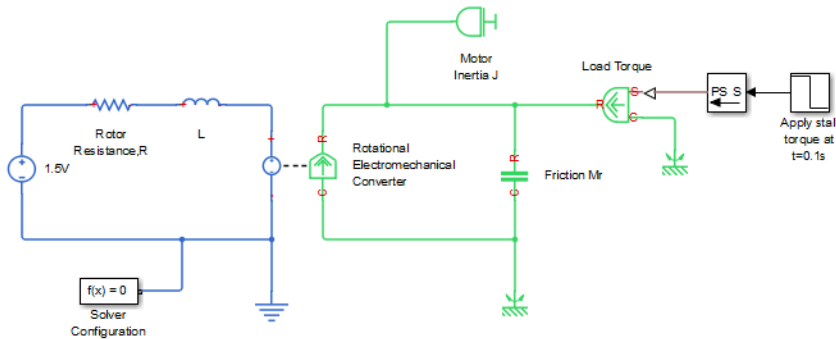 Motor
Inertia J
Load Torque
S
R
C
PS S
Apply stal
torque at
t=0.1s
Rotor
Resistance,R
L
+
+
+
1.5V
-
R
C
Rotational
Electromechanical
Converter
R
C
Friction Mr
f(x) = 0
Solver
Configuration